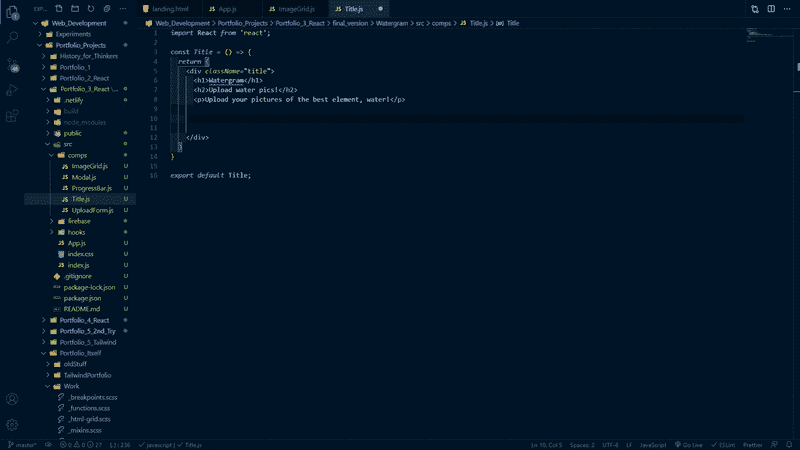 EXP...
landing.html
App.js
ImageGrid.js
Title.js
Web_Development
Experiments
Portfolio_Projects
History_for_Thinkers
Portfolio_1
Portfolio_2_React
Portfolio_3_React \...
.netlify
build
node_modules
public
src
comps
ImageGrid.js U
Modal.js U
ProgressBar.js U
Title.js U
UploadForm.js U
firebase
hooks
App.js U
index.css U
index.js U
.gitignore U
package-lock.json U
package.json U
README.md U
Portfolio_4_React
Portfolio_5_2nd_Try
Portfolio_5_Tailwind
Portfolio_Itself
oldStuff
TailwindPortfolio
Work
_breakpoints.scss
_functions.scss
_html-grid.scss
_mixins.scss
Web_Development > Portfolio_Projects > Portfolio_3_React > final_version > Watergram > src > comps > Title.js > Title
1 import React from 'react';
2
3 const Title = () => {
4 return (
5 <div className="title">
6 <h1>Watergram</h1>
7 <h2>Upload water pics!</h2>
8 <p>Upload your pictures of the best element, water!</p>
9
10
11
12 </div>
13 )
14 }
15
16 export default Title;
master* 0 0 27 javascript Title.js Ln 10, Col 5 Spaces: 2 UTF-8 LF JavaScript Go Live ESLint Prettier